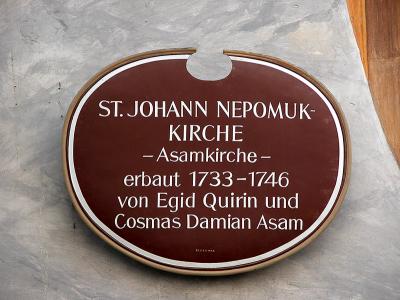 ST. JOHANN NEPOMUK-
KIRCHE
– Asamkirche –
erbaut 1733–1746
von Egid Quirin und
Cosmas Damian Asam